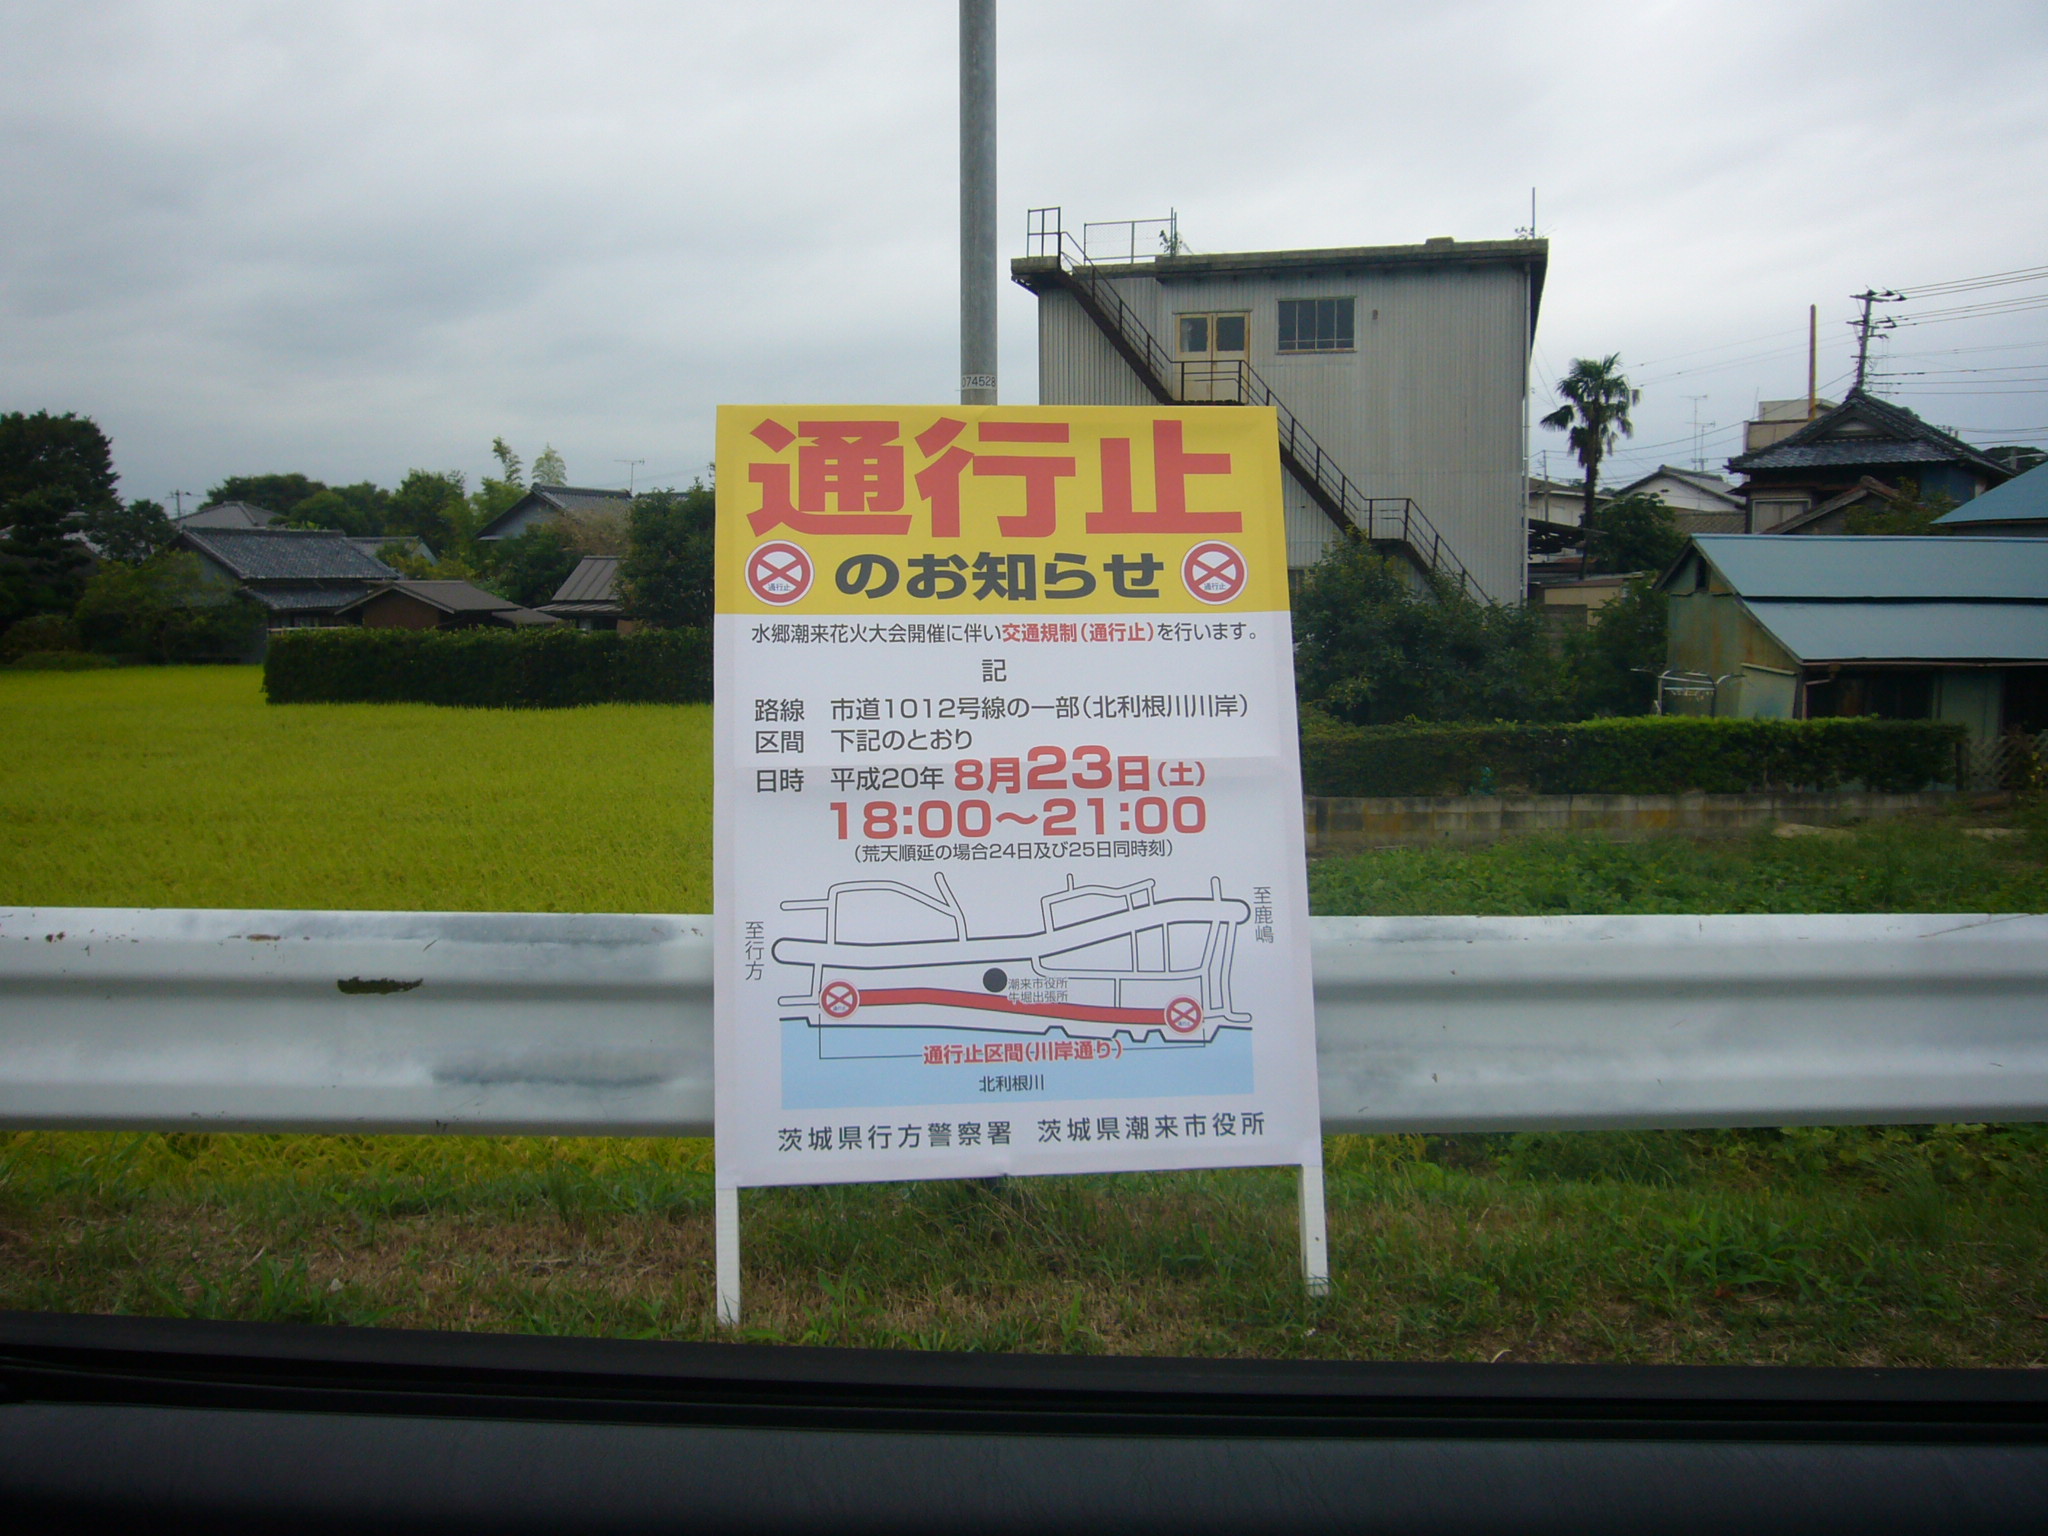 074528
通行止
通行止
のお知らせ
通行止
水郷潮来花火大会開催に伴い交通規制(通行止)を行います。
記
路線 市道1012号線の一部(北利根川川岸)
区間 下記のとおり
日時 平成20年 8月23日(土)
18:00〜21:00
(荒天順延の場合24日及び25日同時刻)
至行方
至鹿嶋
潮来市役所
牛堀出張所
通行止区間(川岸通り)
北利根川
茨城県行方警察署 茨城県潮来市役所